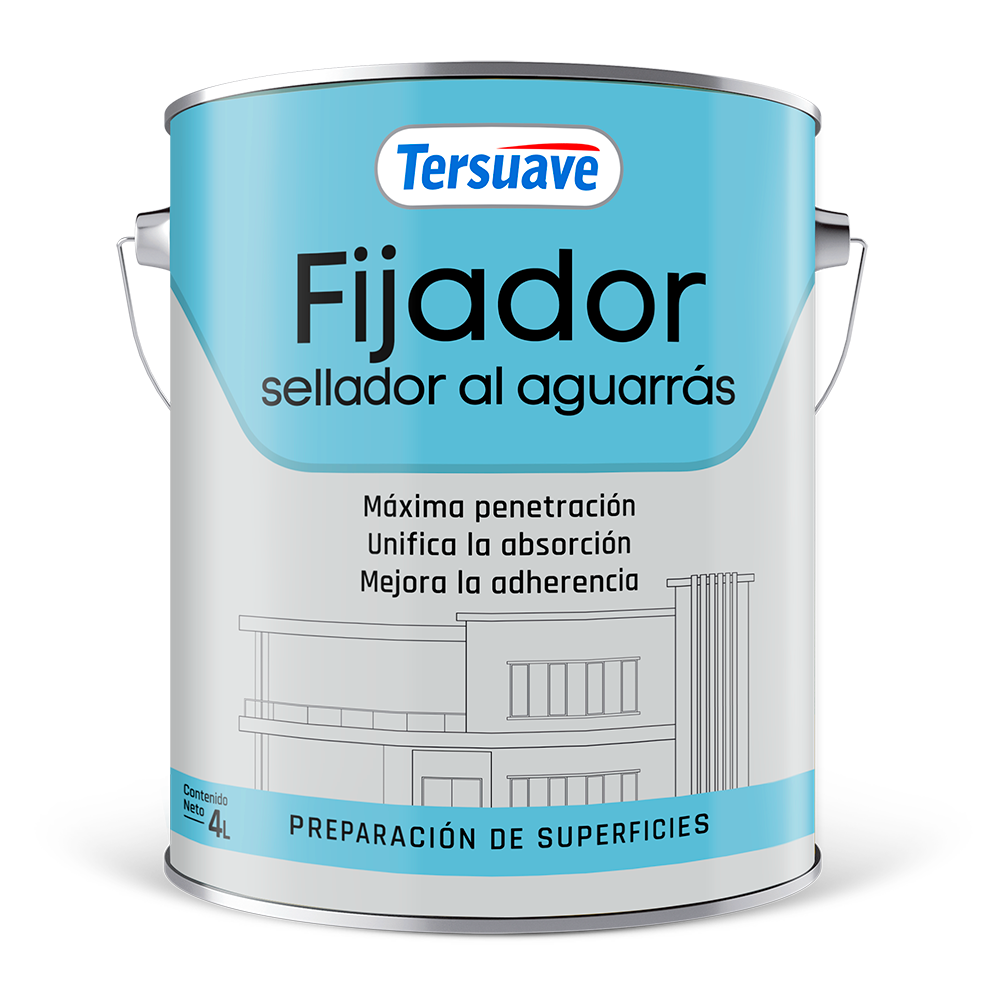 Tersuave
Fijador
sellador al aguarrás
Máxima penetración
Unifica la absorción
Mejora la adherencia
Contenido
Neto 4L
PREPARACIÓN DE SUPERFICIES